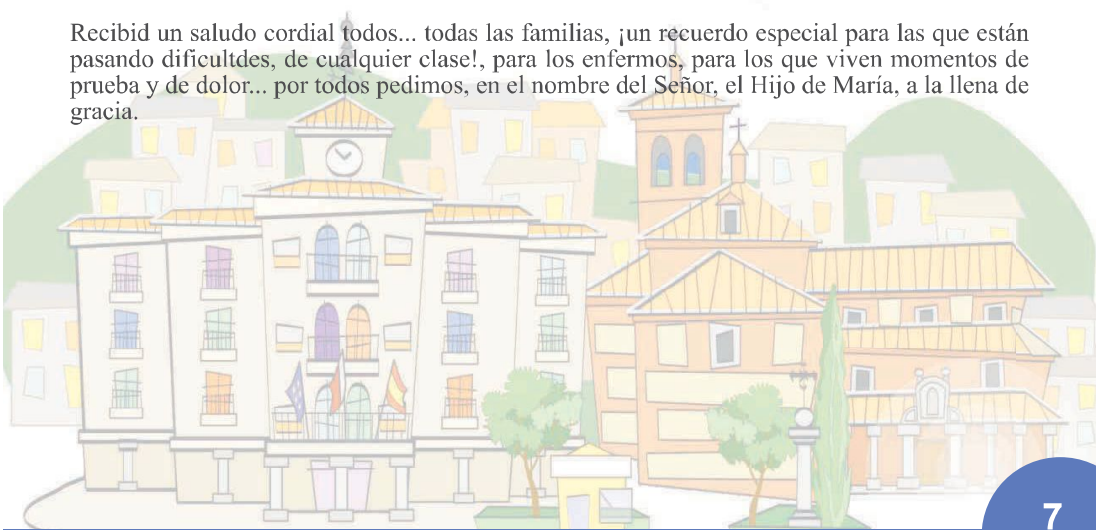 Recibid un saludo cordial todos... todas las familias, ¡un recuerdo especial para las que están
pasando dificultdes, de cualquier clase!, para los enfermos, para los que viven momentos de
prueba y de dolor... por todos pedimos, en el nombre del Señor, el Hijo de María, a la llena de
gracia.
7